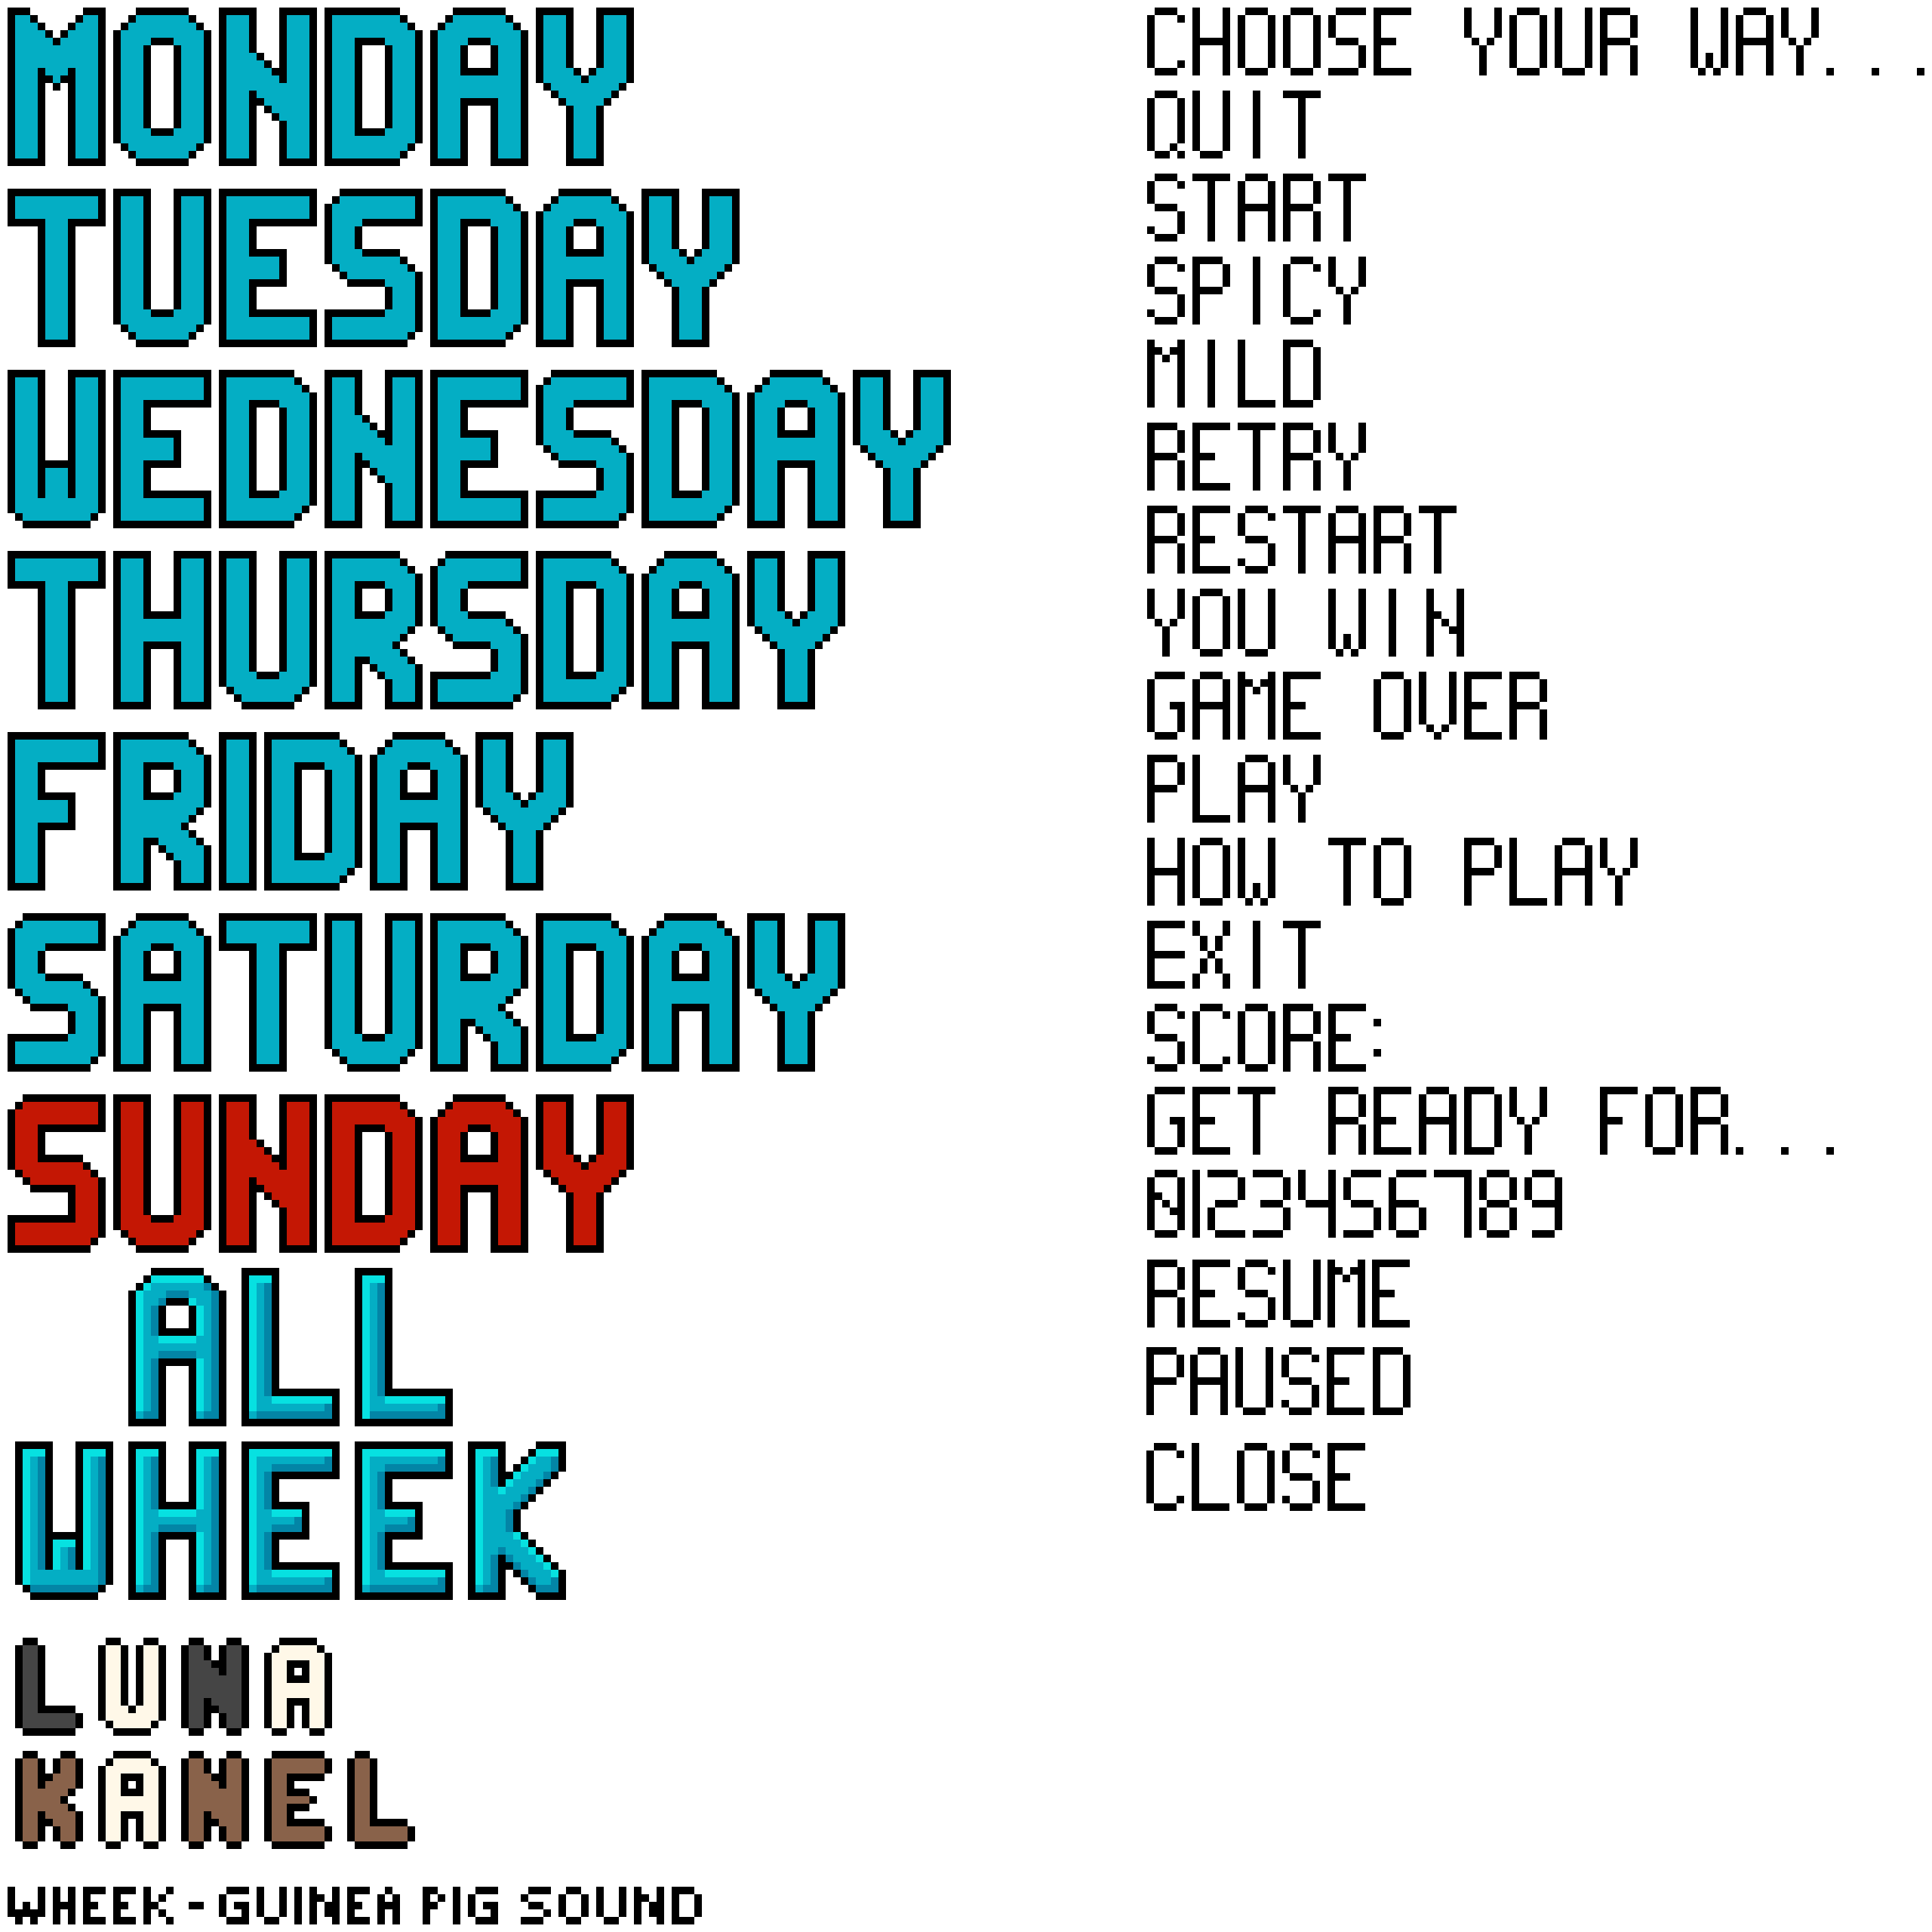 MONDAY
TUESDAY
WEDNESDAY
THURSDAY
FRIDAY
SATURDAY
SUNDAY
ALL
WHEEK
LUNA
KANEL
WHEEK - GUINEA PIG SOUND
CHOOSE YOUR WAY...
QUIT
START
SPICY
MILD
RETRY
RESTART
YOU WIN
GAME OVER
PLAY
HOW TO PLAY
EXIT
SCORE:
GET READY FOR...
0123456789
RESUME
PAUSED
CLOSE